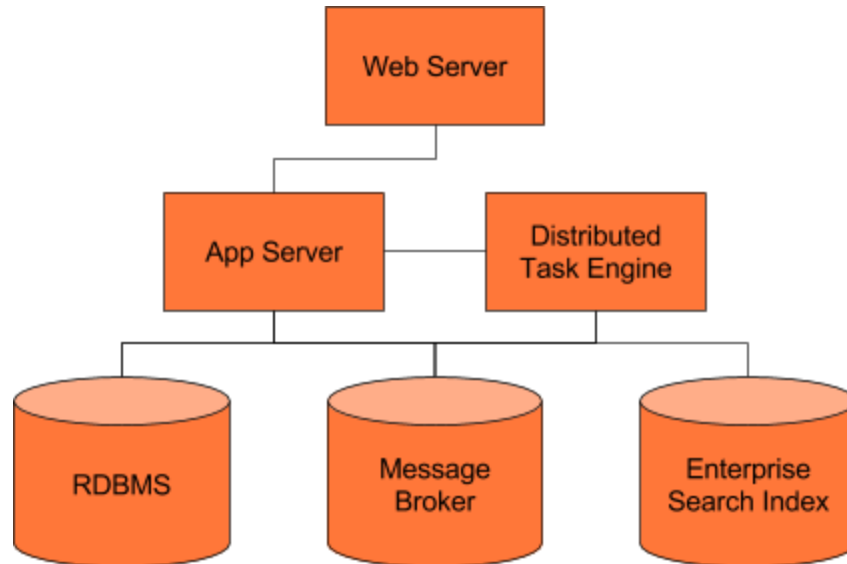 Web Server
App Server
Distributed
Task Engine
RDBMS
Message
Broker
Enterprise
Search Index